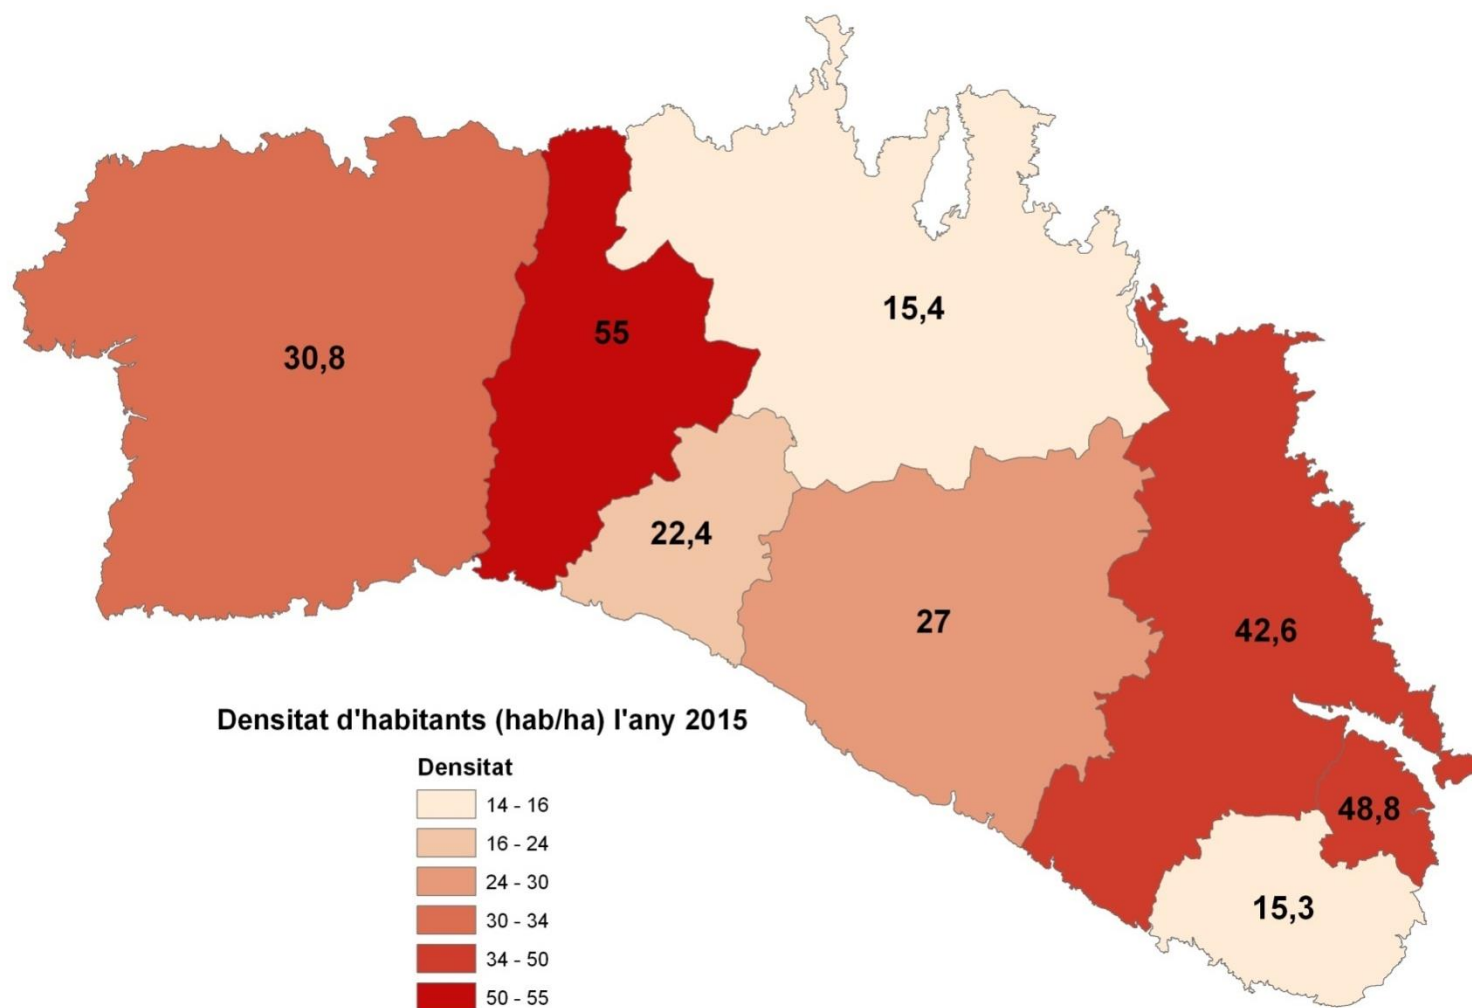 15,4
55
30,8
22,4
27
42,6
48,8
15,3
Densitat d'habitants (hab/ha) l'any 2015
Densitat
14 - 16
16 - 24
24 - 30
30 - 34
34 - 50
50 - 55